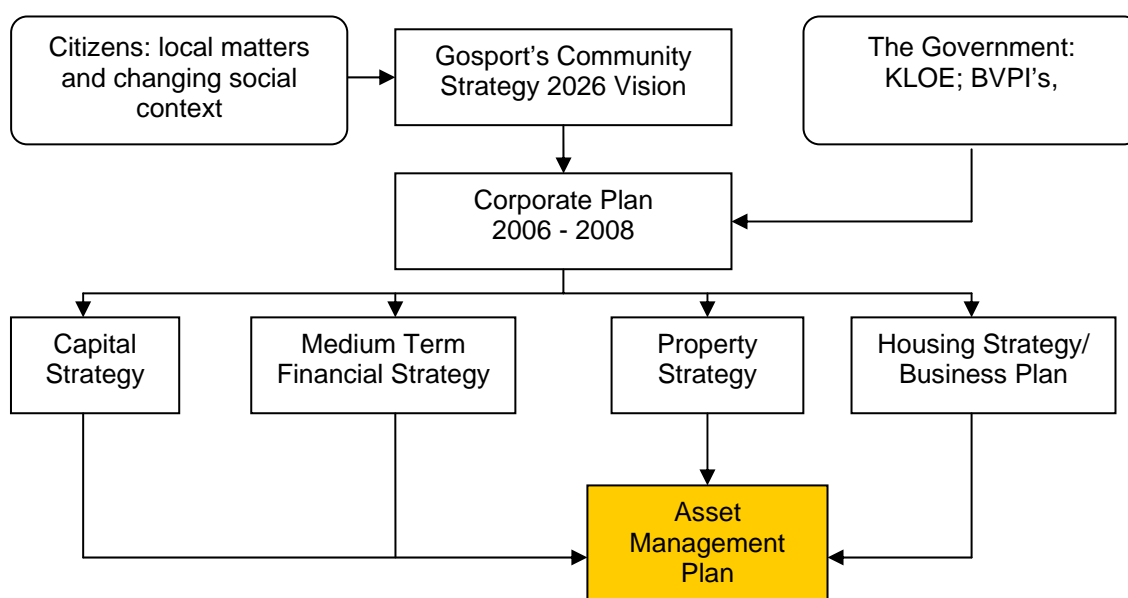 Citizens: local matters
and changing social
context
Gosport’s Community
Strategy 2026 Vision
The Government:
KLOE; BVPI’s,
Corporate Plan
2006 - 2008
Capital
Strategy
Medium Term
Financial Strategy
Property
Strategy
Housing Strategy/
Business Plan
Asset
Management
Plan